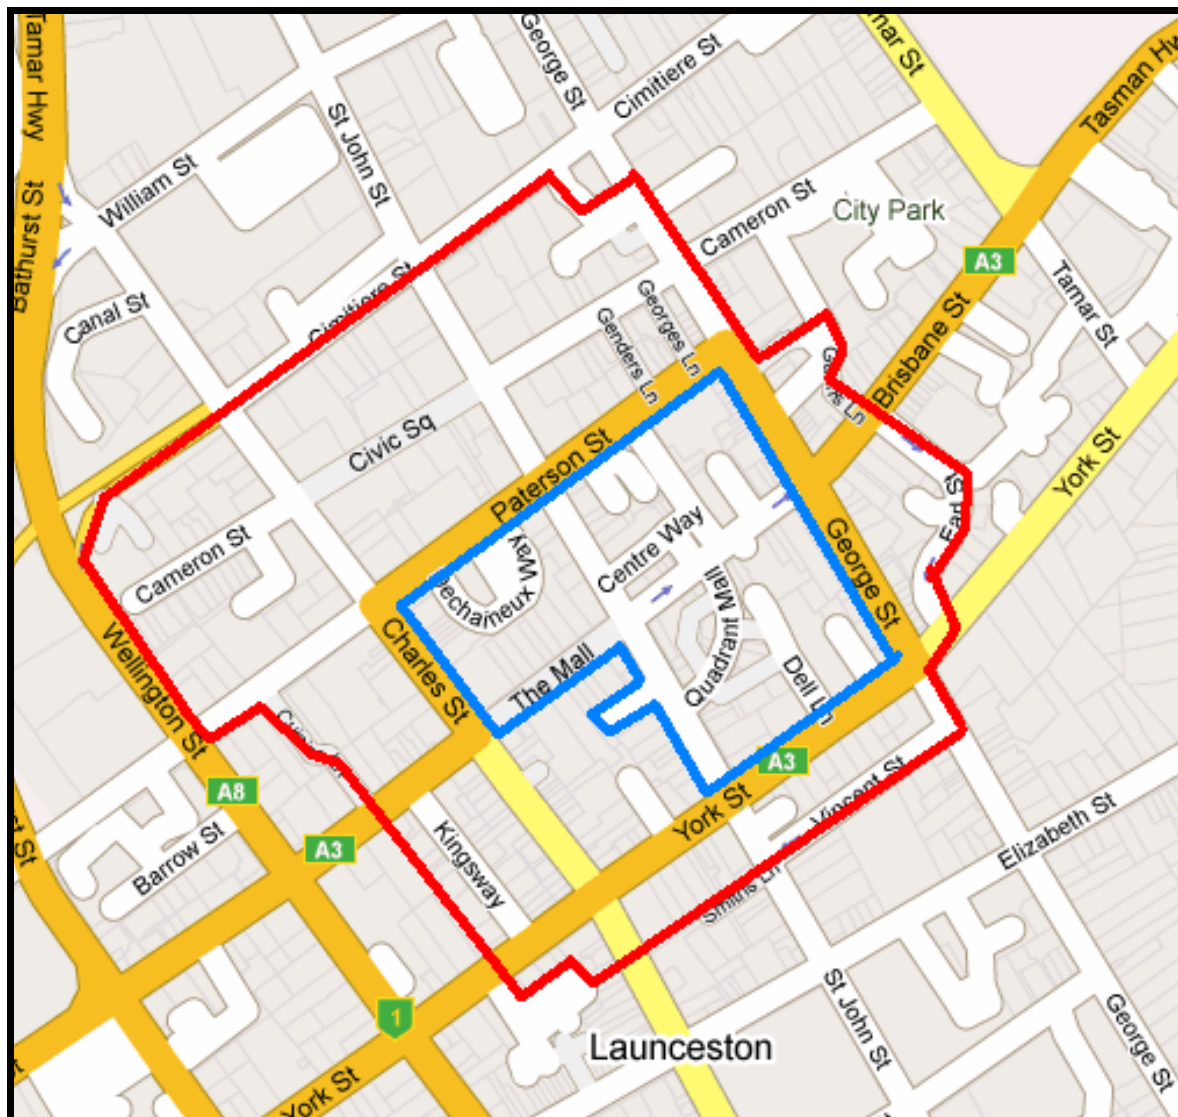 Tamar Hwy
George St
Cimitiere St
Tasman Hw
St John St
William St
Bathurst St
Cameron St
City Park
A3
Tamar St
Canal St
Cimitiere St
Georges Ln
Genders Ln
Brisbane St
Civic Sq
Paterson St
York St
Earl St
Centre Way
George St
Cameron St
Way
Quadrant Mall
Wellington St
Charles St
The Mall
Dell Ln
A3
A8
York St
Vincent St
Elizabeth St
Kingsway
A3
Barrow St
Smiths Ln
St John St
George St
1
Launceston
York St